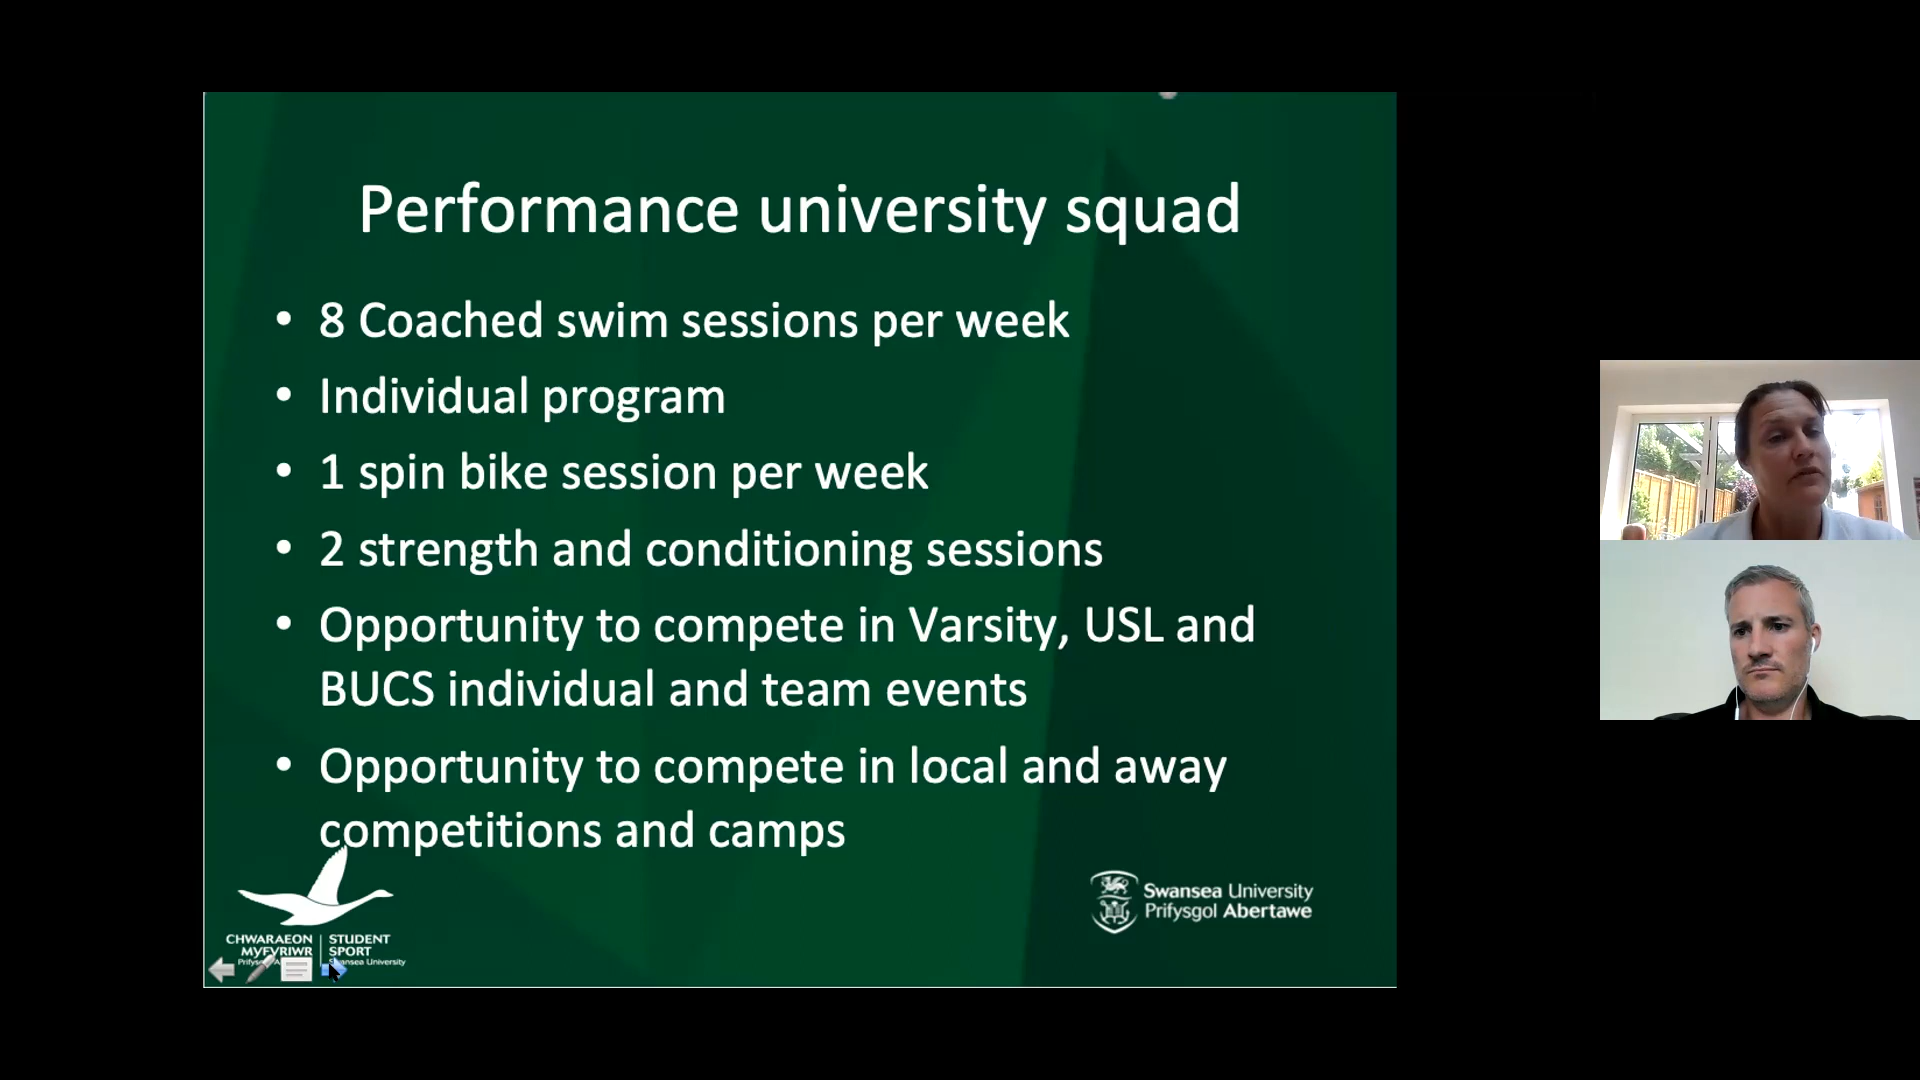 Performance university squad
• 8 Coached swim sessions per week
• Individual program
• 1 spin bike session per week
• 2 strength and conditioning sessions
• Opportunity to compete in Varsity, USL and
BUCS individual and team events
• Opportunity to compete in local and away
competitions and camps
CHWARAEON
MYFYRIWR
STUDENT
SPORT
Swansea University
Swansea University
Prifysgol Abertawe